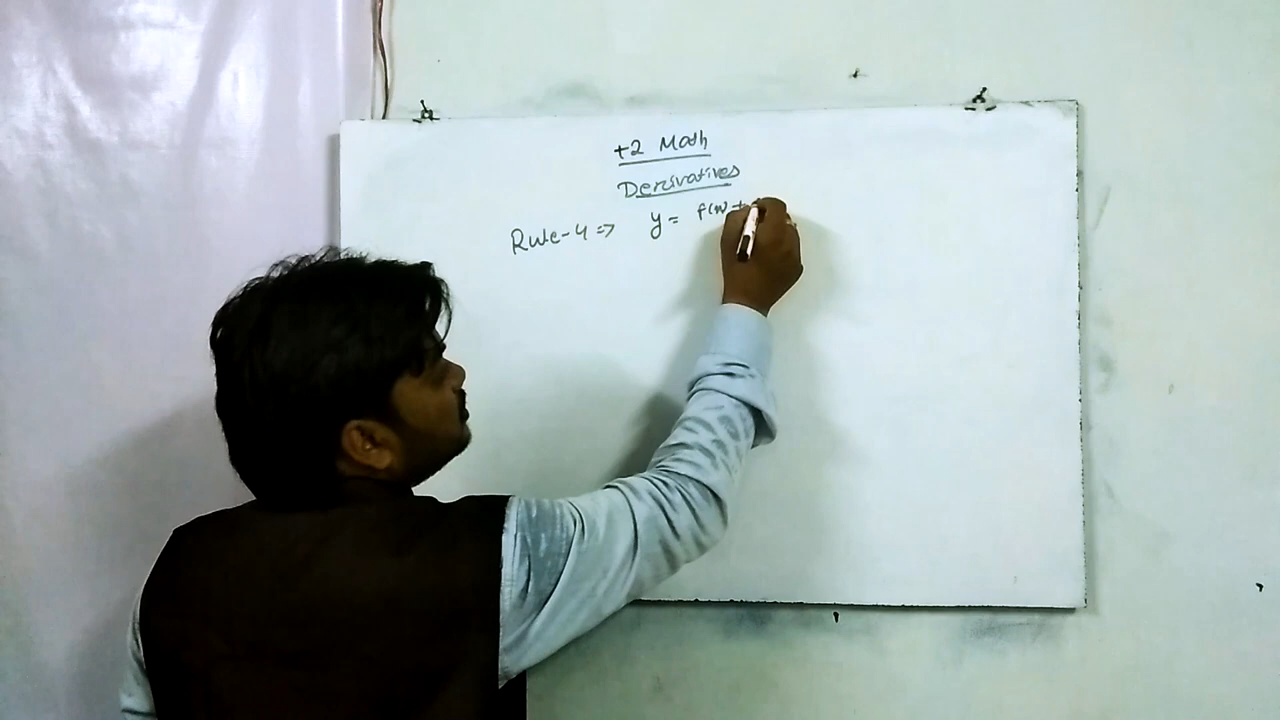 +2 Math
Derivatives
Rule-4 => y = f(x) +